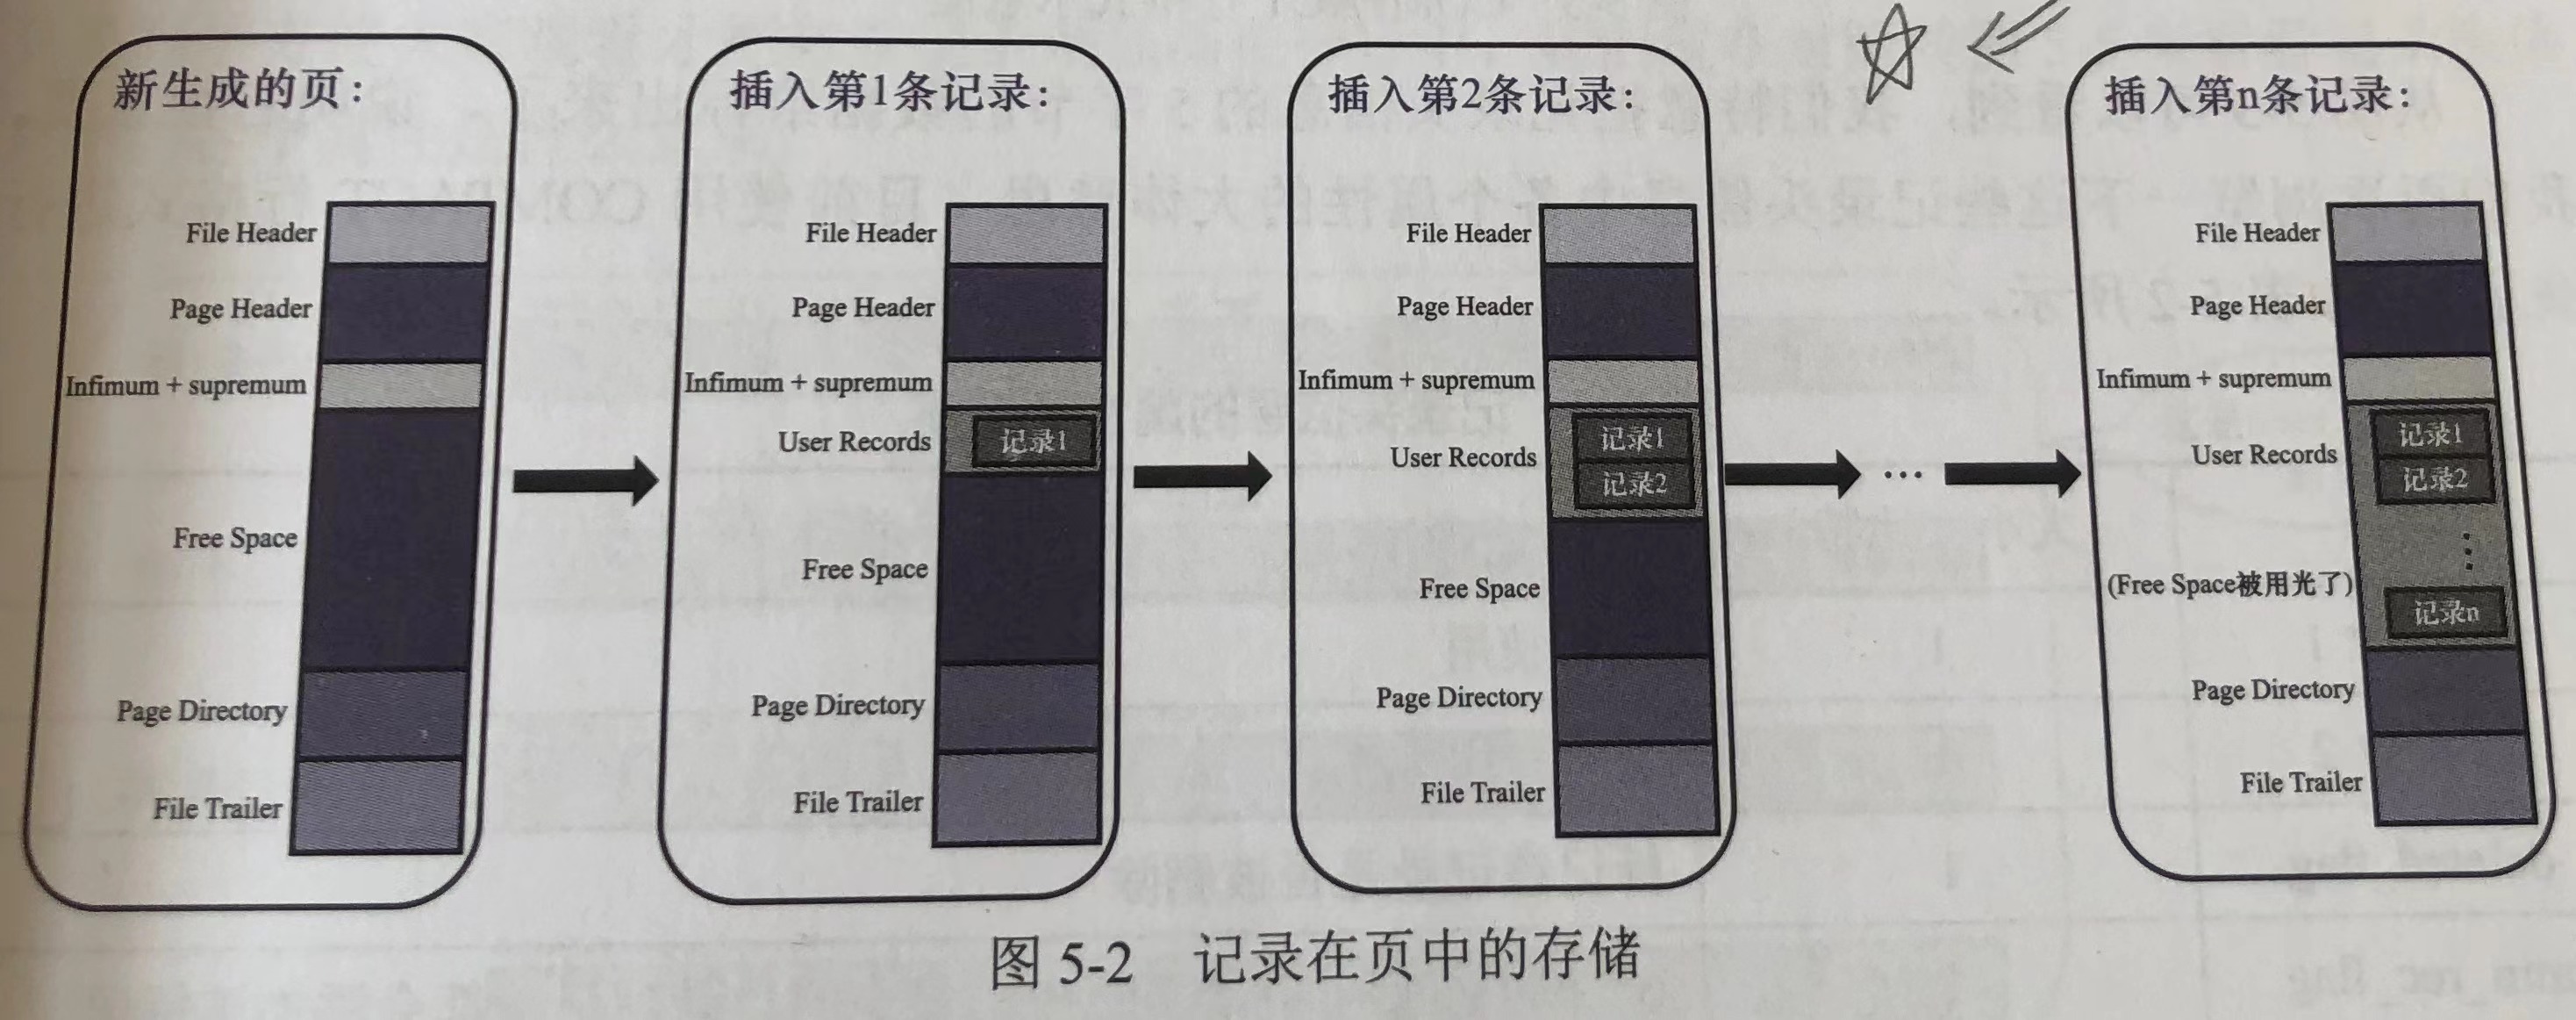 新生成的页：
File Header
Page Header
Infimum + supremum
Free Space
Page Directory
File Trailer
插入第1条记录：
File Header
Page Header
Infimum + supremum
User Records
记录1
Free Space
Page Directory
File Trailer
插入第2条记录：
File Header
Page Header
Infimum + supremum
User Records
记录1
记录2
Free Space
Page Directory
File Trailer
…
插入第n条记录：
File Header
Page Header
Infimum + supremum
User Records
记录1
记录2
⋮
(Free Space被用光了)
记录n
Page Directory
File Trailer
图 5-2 记录在页中的存储